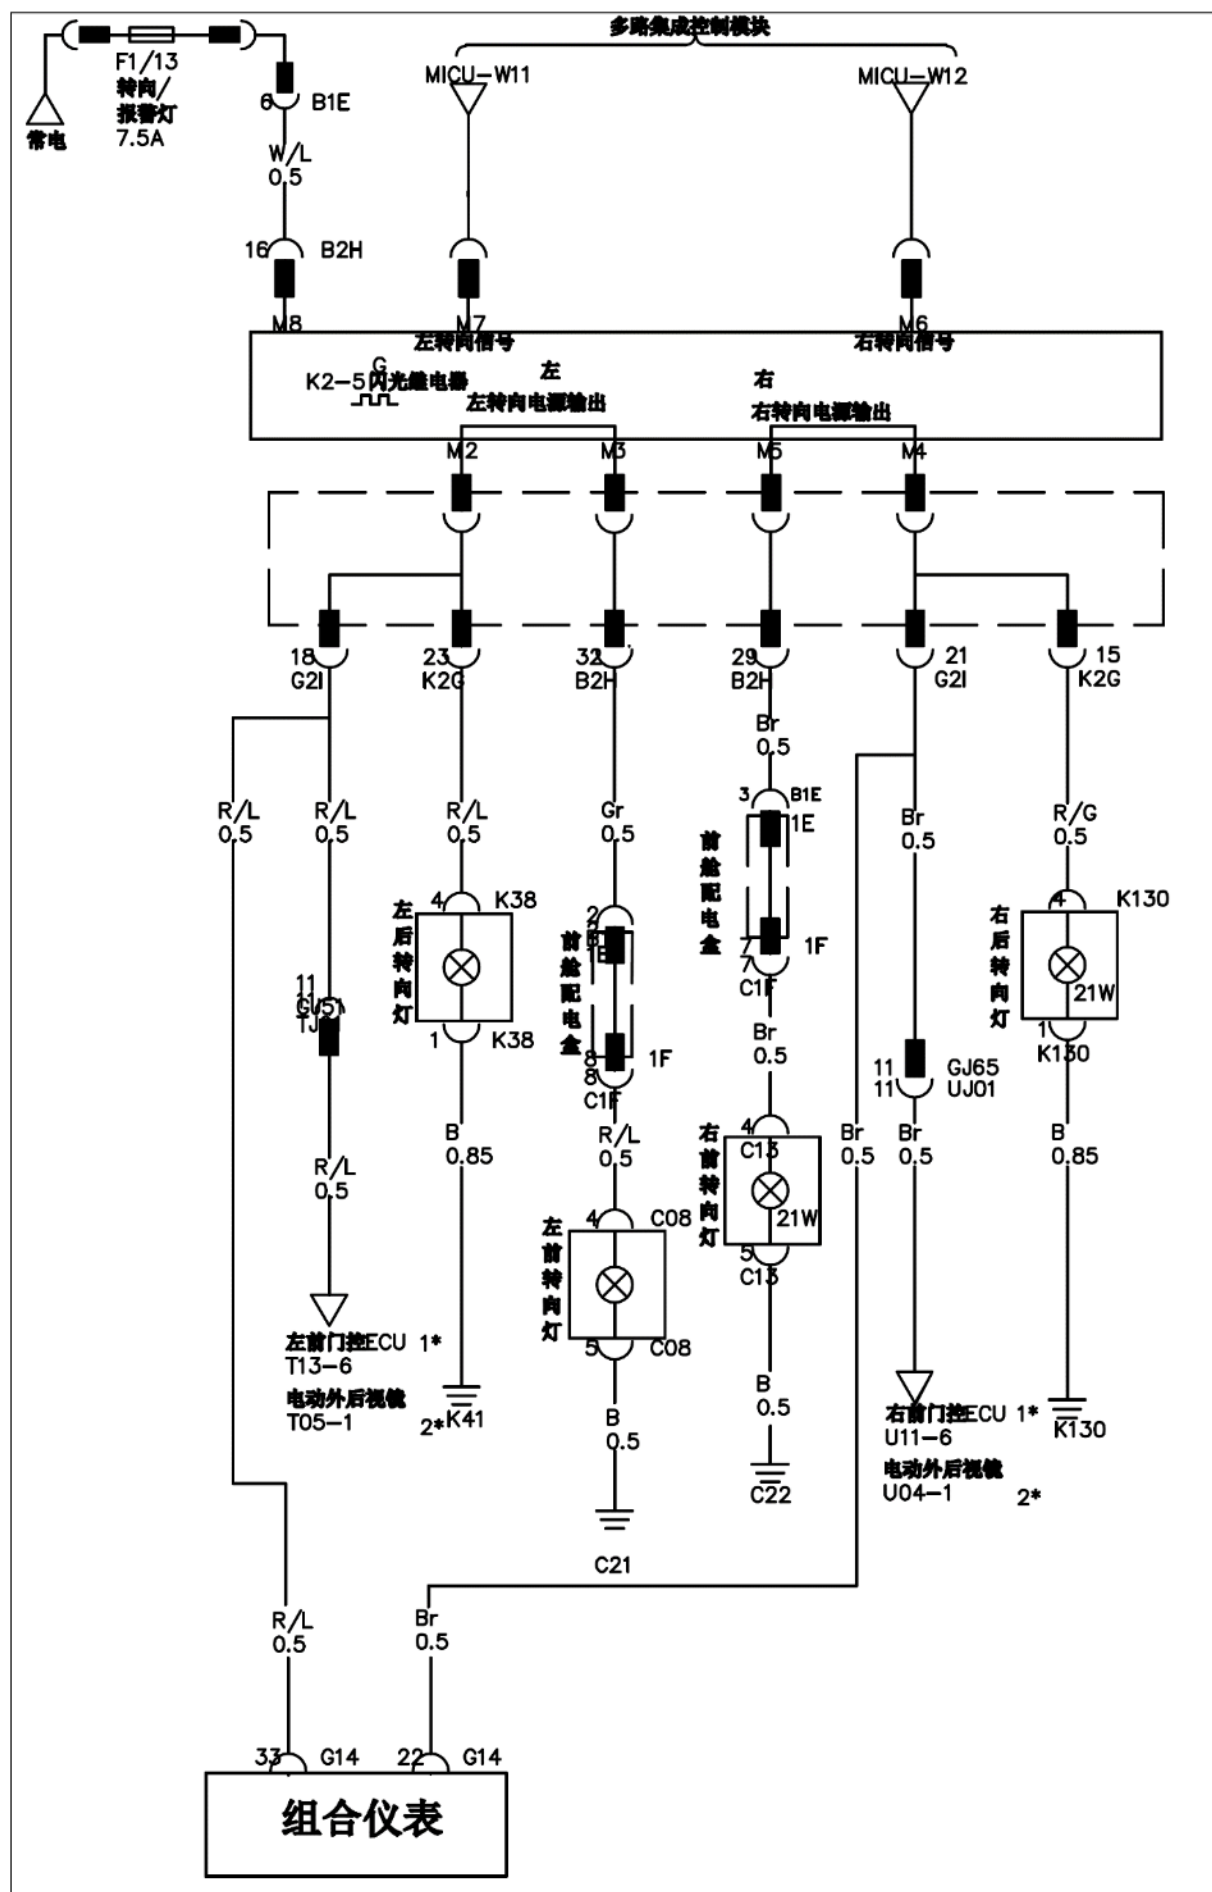 多路集成控制模块
F1/13
转向/
报警灯
7.5A
常电
MICU-W11
MICU-W12
6
B1E
W/L
0.5
16
B2H
M8
M7
M6
左转向信号
右转向信号
G
K2-5闪光继电器
左
右
左转向电源输出
右转向电源输出
M2
M3
M5
M4
18
G2I
23
K2G
B2H
29
B2H
21
G2I
15
K2G
Br
0.5
3
B1E
1E
R/L
0.5
R/L
0.5
R/L
0.5
Gr
0.5
Br
0.5
R/G
0.5
前舱配电盒
7
1F
7
C1F
4
K38
左后转向灯
1
K38
2
前舱配电盒
8
1F
8
C1F
4
K130
右后转向灯
21W
1
K130
11
11
Br
0.5
11
GJ65
11
UJ01
B
0.85
R/L
0.5
R/L
0.5
4
C13
右前转向灯
21W
5
C13
Br
0.5
Br
0.5
B
0.85
4
C08
左前转向灯
5
C08
左前门控ECU 1*
T13-6
电动外后视镜
T05-1
2*
K41
B
0.5
B
0.5
右前门控ECU 1*
U11-6
电动外后视镜
U04-1
2*
K130
C22
C21
R/L
0.5
Br
0.5
33
G14
22
G14
组合仪表